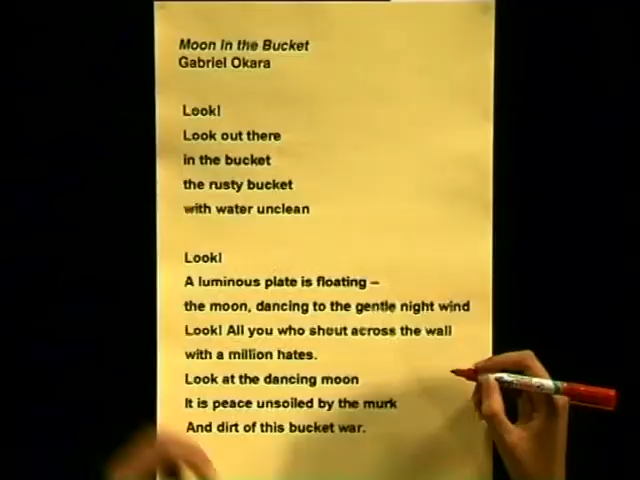 Moon in the Bucket
Gabriel Okara
Look!
Look out there
in the bucket
the rusty bucket
with water unclean
Look!
A luminous plate is floating –
the moon, dancing to the gentle night wind
Look! All you who shout across the wall
with a million hates.
Look at the dancing moon
It is peace unsoiled by the murk
And dirt of this bucket war.